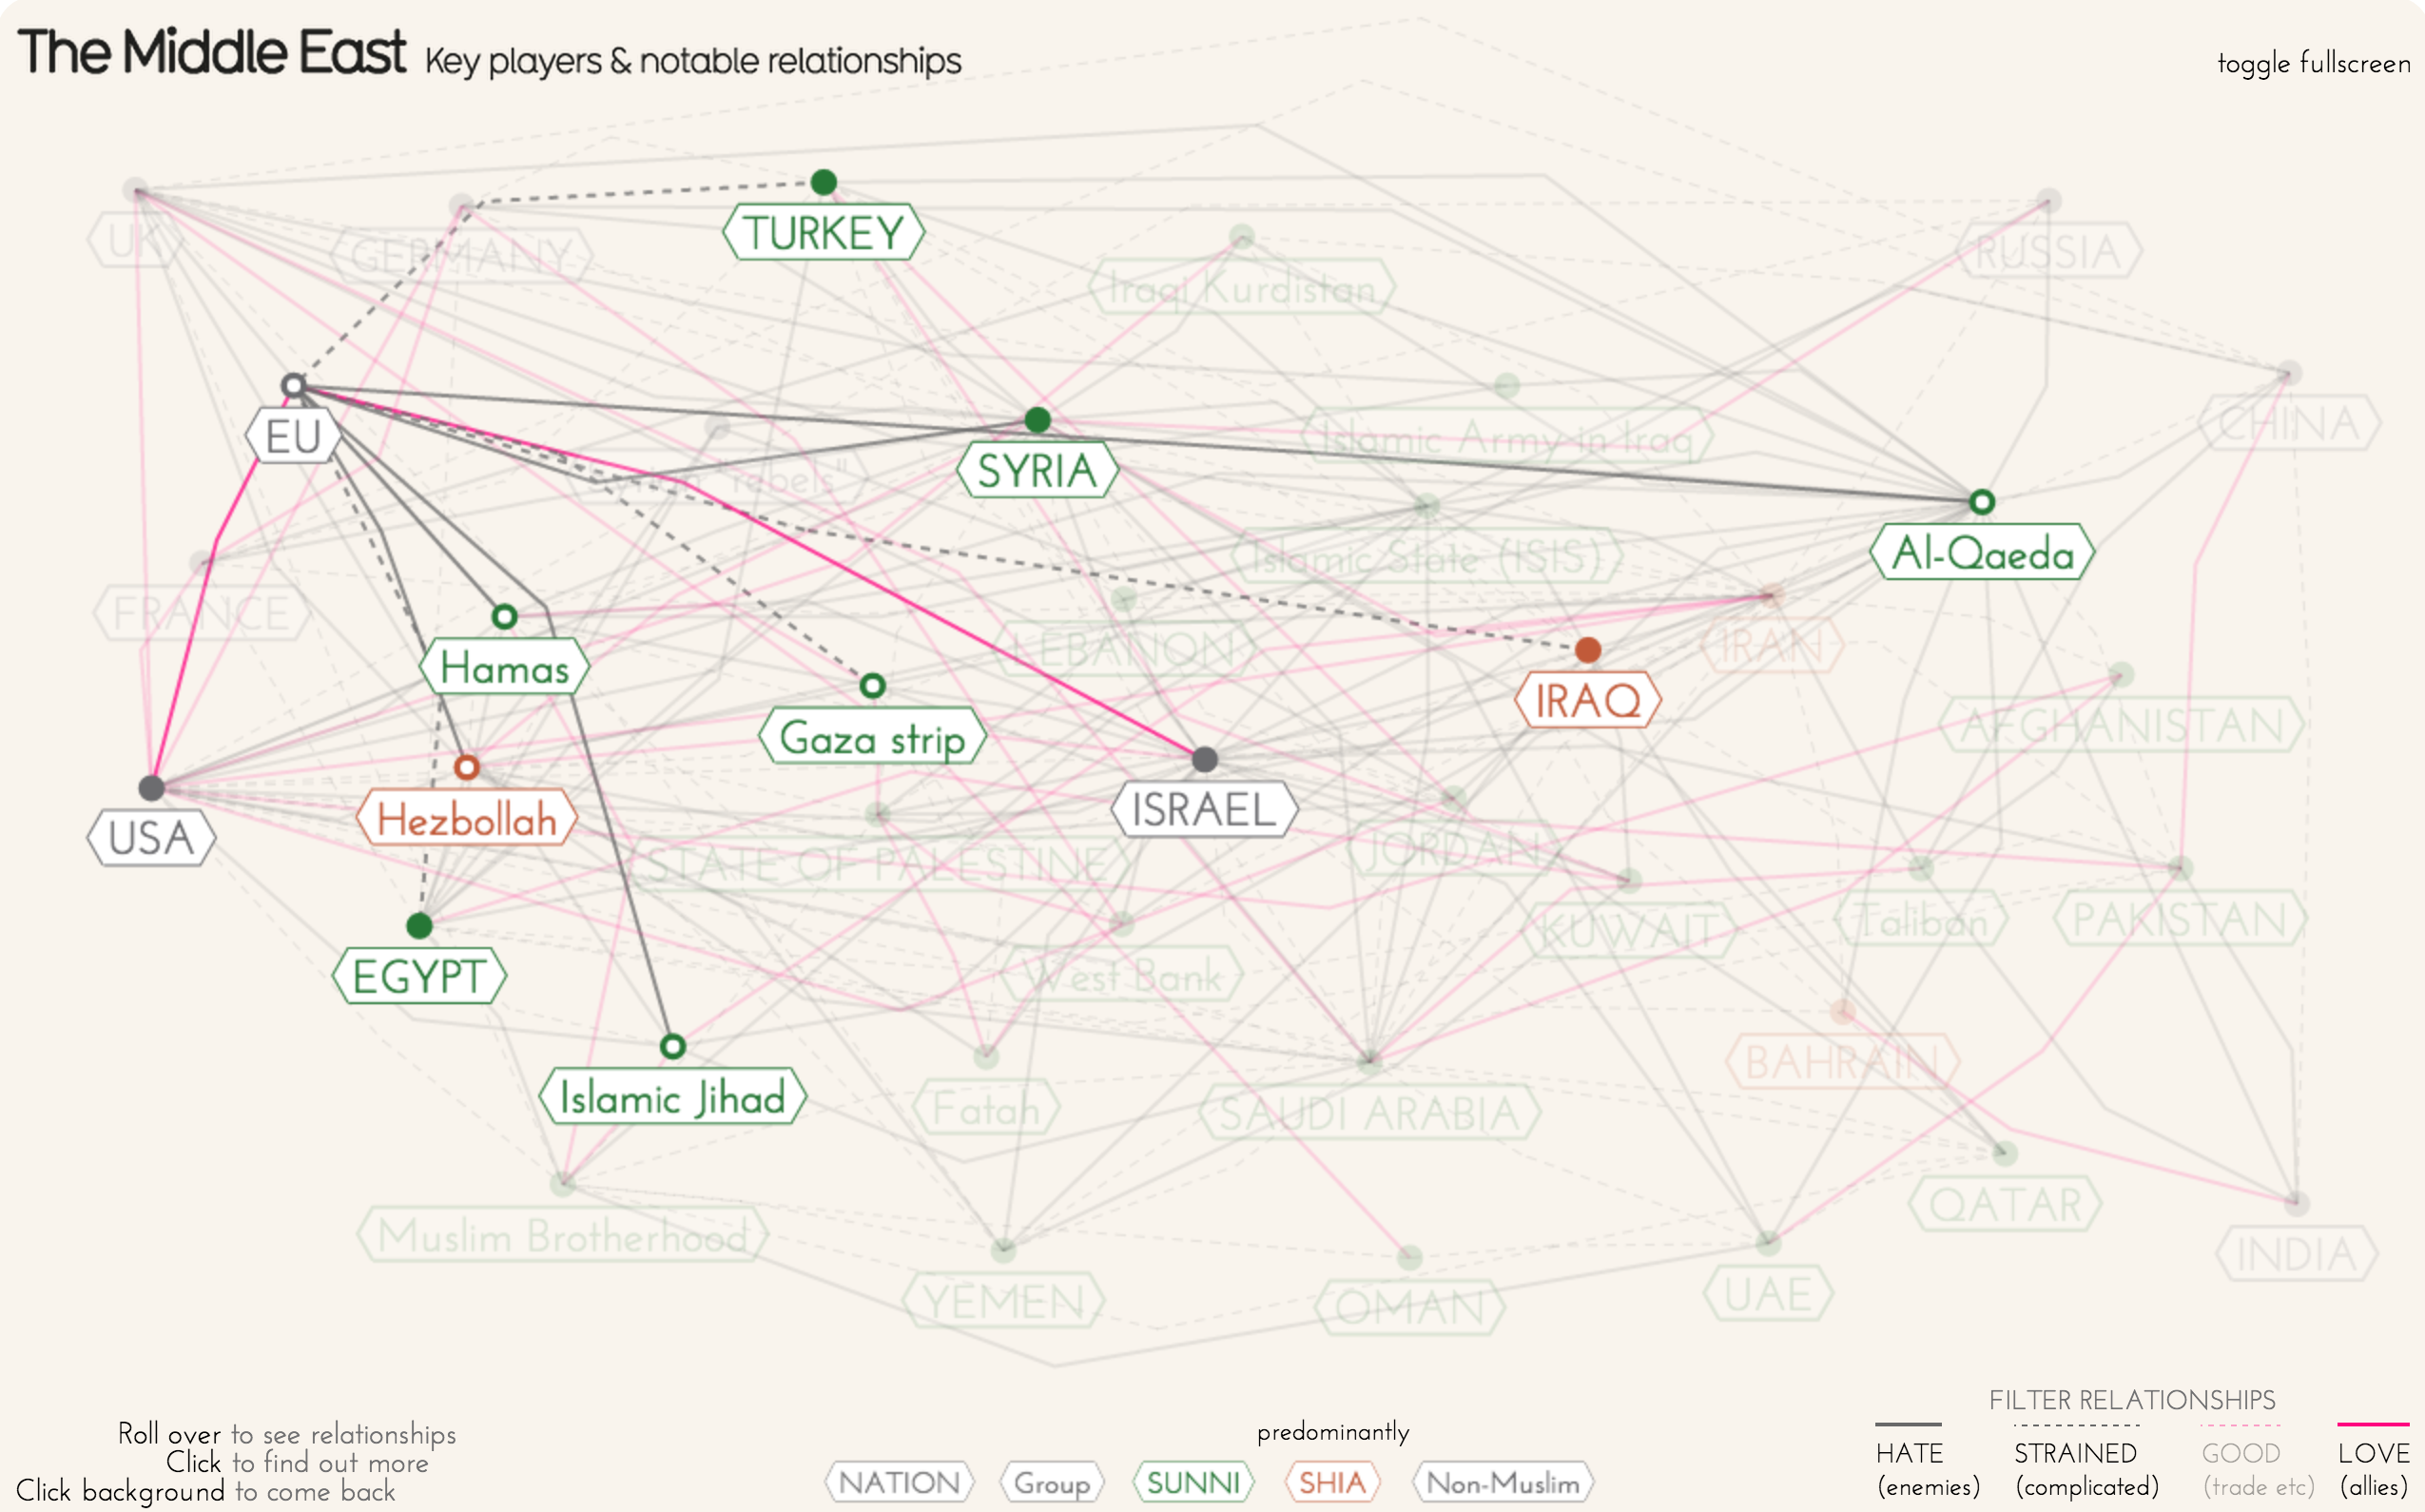 The Middle East Key players & notable relationships
toggle fullscreen
UK
GERMANY
TURKEY
Iraqi Kurdistan
RUSSIA
EU
"rebels"
SYRIA
Islamic Army in Iraq
CHINA
Al-Qaeda
Islamic State (ISIS)
FRANCE
Hamas
LEBANON
IRAN
IRAQ
AFGHANISTAN
Gaza strip
USA
Hezbollah
ISRAEL
STATE OF PALESTINE
JORDAN
KUWAIT
Taliban
PAKISTAN
EGYPT
West Bank
BAHRAIN
Islamic Jihad
Fatah
SAUDI ARABIA
QATAR
Muslim Brotherhood
YEMEN
OMAN
UAE
INDIA
Roll over to see relationships
Click to find out more
Click background to come back
predominantly
NATION
Group
SUNNI
SHIA
Non-Muslim
FILTER RELATIONSHIPS
HATE
(enemies)
STRAINED
(complicated)
GOOD
(trade etc)
LOVE
(allies)